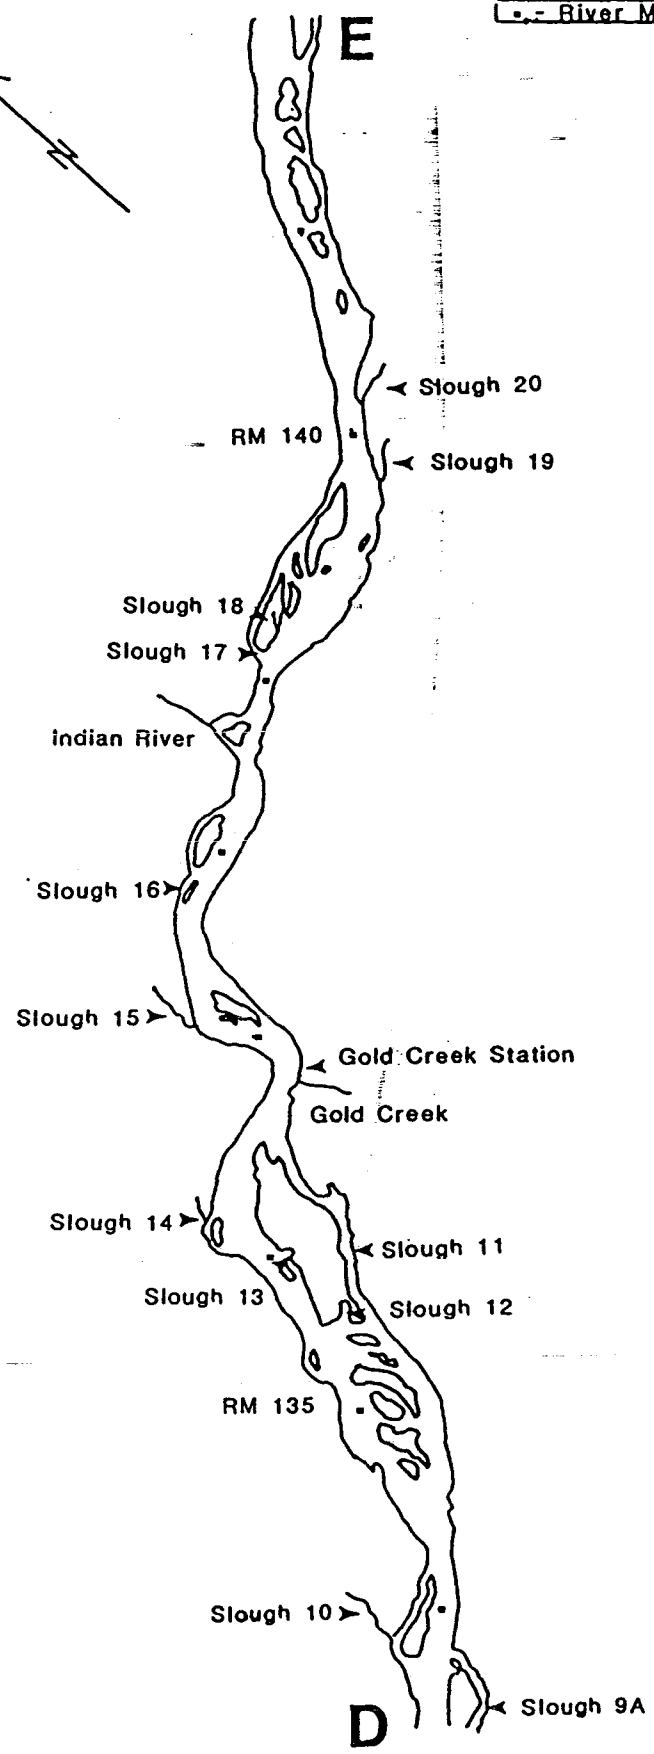 E
- River M
N
Slough 20
RM 140
Slough 19
Slough 18
Slough 17
Indian River
Slough 16
Slough 15
Gold Creek Station
Gold Creek
Slough 14
Slough 11
Slough 13
Slough 12
RM 135
Slough 10
Slough 9A
D